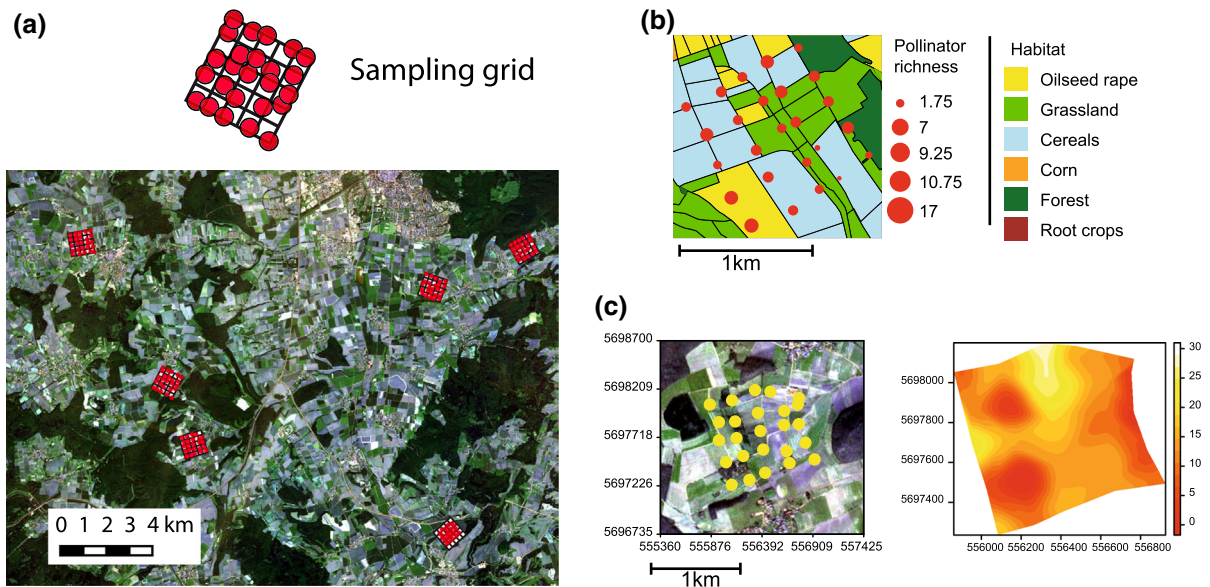 (a)
Sampling grid
0 1 2 3 4 km
(b)
Pollinator
richness
1.75
7
9.25
10.75
17
Habitat
Oilseed rape
Grassland
Cereals
Corn
Forest
Root crops
1km
(c)
5698700
5698209
5697718
5697226
5696735
555360 555876 556392 556909 557425
1km
5698000
5697800
5697600
5697400
556000 556200 556400 556600 556800
30
25
20
15
10
5
0